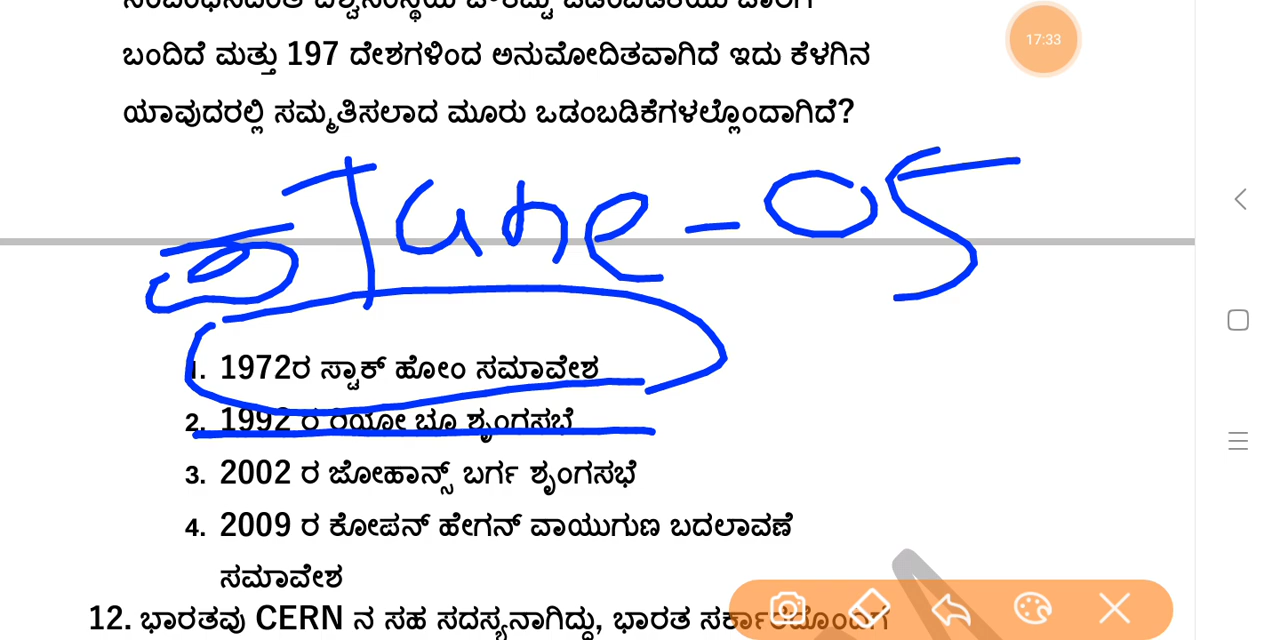 ಬಂದಿದೆ ಮತ್ತು 197 ದೇಶಗಳಿಂದ ಅನುಮೋದಿತವಾಗಿದೆ ಇದು ಕೆಳಗಿನ
17:33
ಯಾವುದರಲ್ಲಿ ಸಮ್ಮತಿಸಲಾದ ಮೂರು ಒಡಂಬಡಿಕೆಗಳಲ್ಲೊಂದಾಗಿದೆ?
June-05
1. 1972ರ ಸ್ಟಾಕ್ ಹೋಂ ಸಮಾವೇಶ
2. 1992 ರ ರಿಯೋ ಭೂ ಶೃಂಗಸಭೆ
3. 2002 ರ ಜೋಹಾನ್ಸ್ ಬರ್ಗ ಶೃಂಗಸಭೆ
4. 2009 ರ ಕೋಪನ್ ಹೇಗನ್ ವಾಯುಗುಣ ಬದಲಾವಣೆ
ಸಮಾವೇಶ
12. ಭಾರತವು CERN ನ ಸಹ ಸದಸ್ಯನಾಗಿದ್ದು, ಭಾರತ